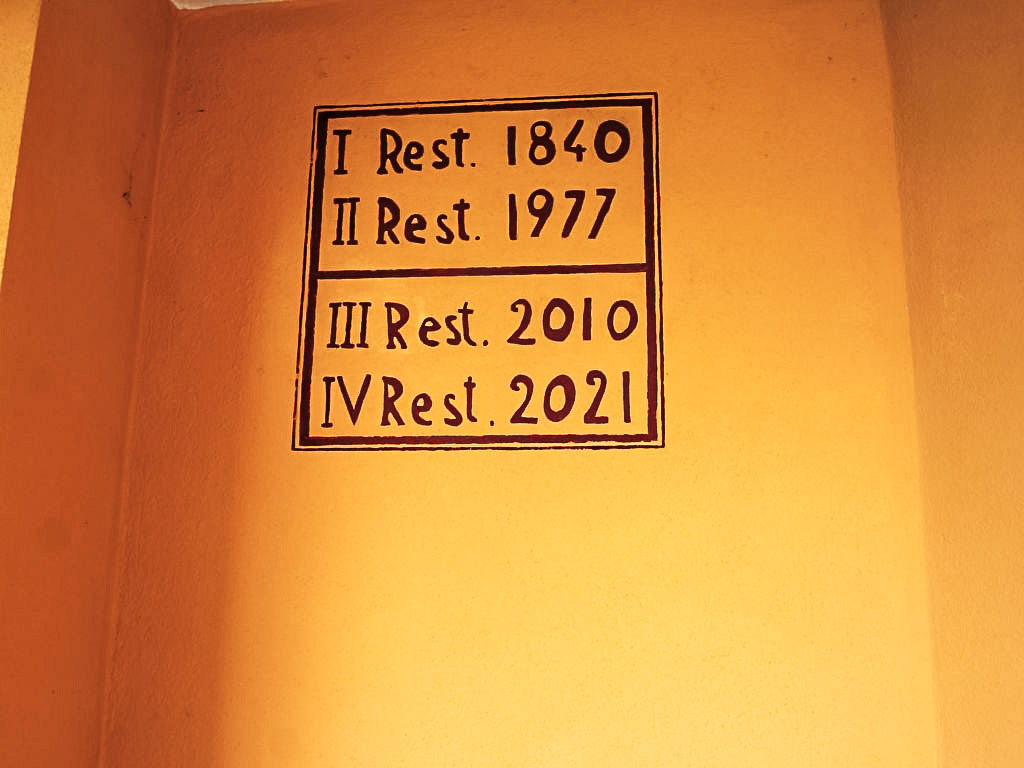 I Rest. 1840
II Rest. 1977
III Rest. 2010
IV Rest. 2021